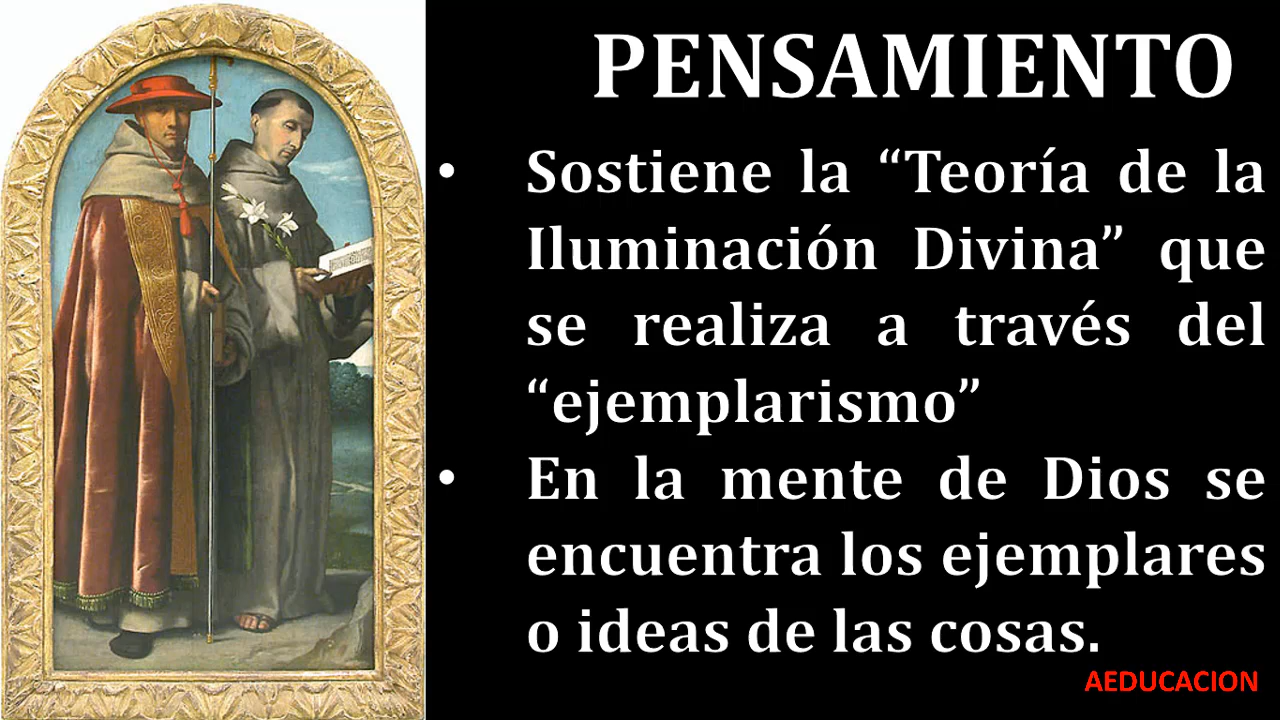 PENSAMIENTO
• Sostiene la “Teoría de la
Iluminación Divina” que
se realiza a través del
“ejemplarismo”
• En la mente de Dios se
encuentra los ejemplares
o ideas de las cosas.
AEDUCACION